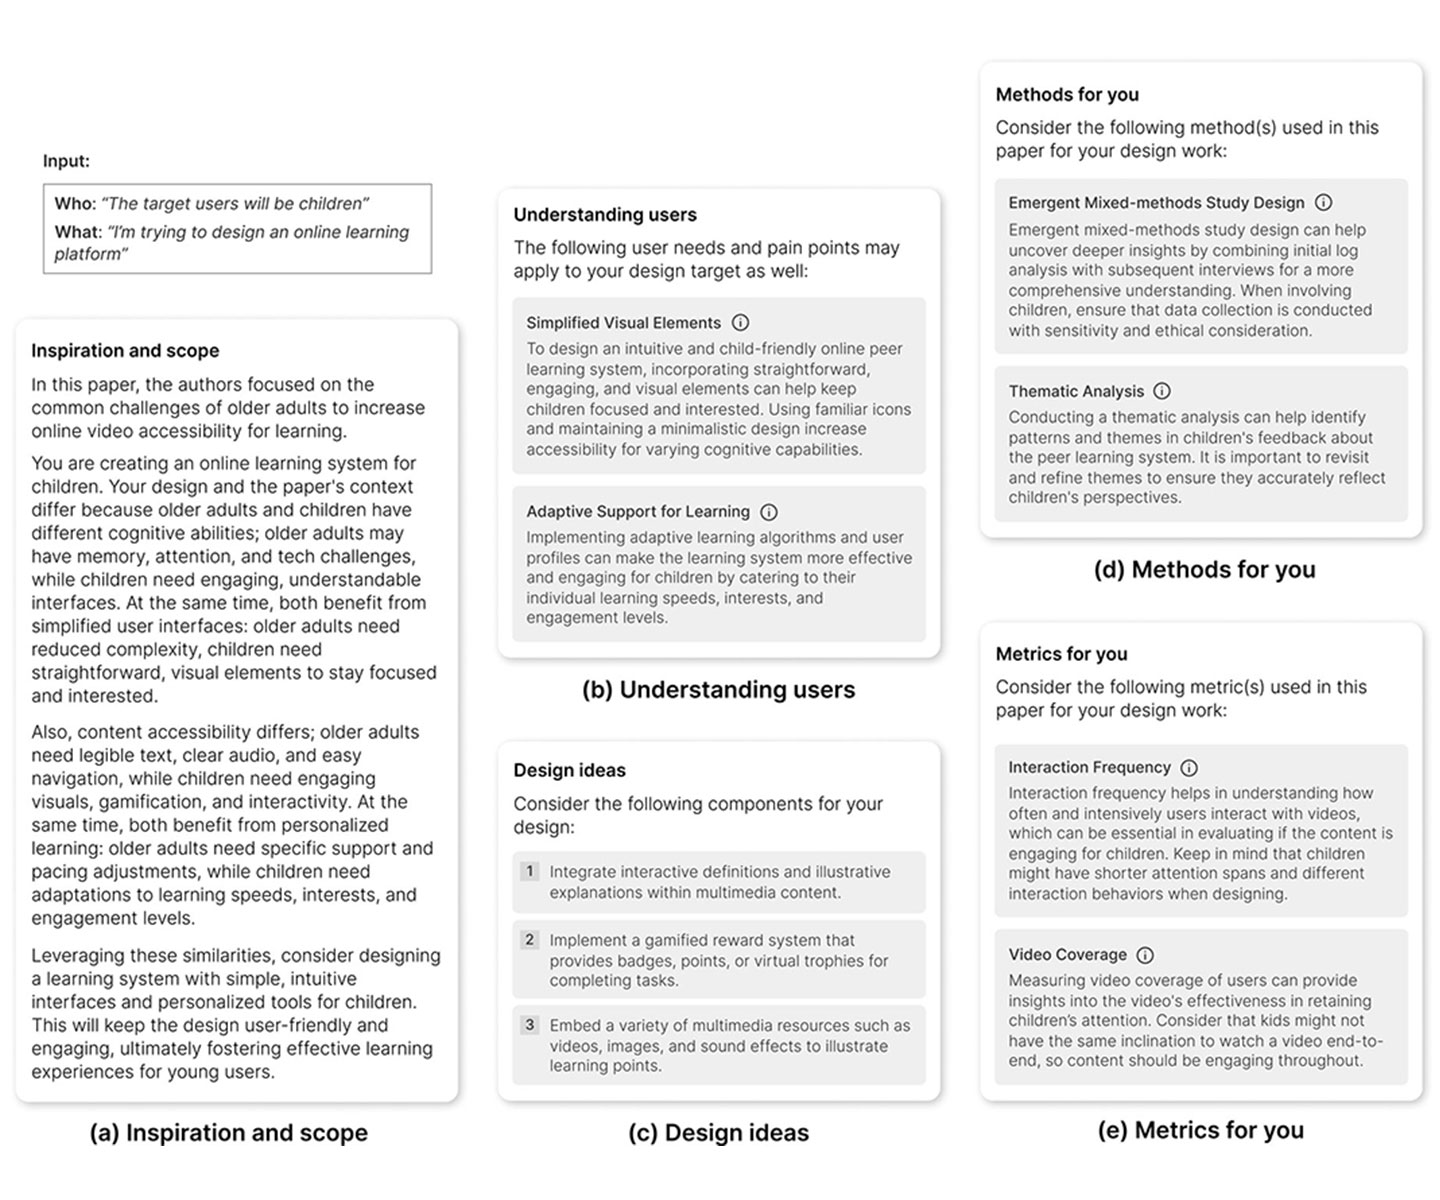 Input:
Who: “The target users will be children”
What: “I’m trying to design an online learning
platform”
Inspiration and scope
In this paper, the authors focused on the
common challenges of older adults to increase
online video accessibility for learning.
You are creating an online learning system for
children. Your design and the paper's context
differ because older adults and children have
different cognitive abilities; older adults may
have memory, attention, and tech challenges,
while children need engaging, understandable
interfaces. At the same time, both benefit from
simplified user interfaces: older adults need
reduced complexity, children need
straightforward, visual elements to stay focused
and interested.
Also, content accessibility differs; older adults
need legible text, clear audio, and easy
navigation, while children need engaging
visuals, gamification, and interactivity. At the
same time, both benefit from personalized
learning: older adults need specific support and
pacing adjustments, while children need
adaptations to learning speeds, interests, and
engagement levels.
Leveraging these similarities, consider designing
a learning system with simple, intuitive
interfaces and personalized tools for children.
This will keep the design user-friendly and
engaging, ultimately fostering effective learning
experiences for young users.
(a) Inspiration and scope
Understanding users
The following user needs and pain points may
apply to your design target as well:
Simplified Visual Elements
To design an intuitive and child-friendly online peer
learning system, incorporating straightforward,
engaging, and visual elements can help keep
children focused and interested. Using familiar icons
and maintaining a minimalistic design increase
accessibility for varying cognitive capabilities.
Adaptive Support for Learning
Implementing adaptive learning algorithms and user
profiles can make the learning system more effective
and engaging for children by catering to their
individual learning speeds, interests, and
engagement levels.
(b) Understanding users
Design ideas
Consider the following components for your
design:
1 Integrate interactive definitions and illustrative
explanations within multimedia content.
2 Implement a gamified reward system that
provides badges, points, or virtual trophies for
completing tasks.
3 Embed a variety of multimedia resources such as
videos, images, and sound effects to illustrate
learning points.
(c) Design ideas
Methods for you
Consider the following method(s) used in this
paper for your design work:
Emergent Mixed-methods Study Design
Emergent mixed-methods study design can help
uncover deeper insights by combining initial log
analysis with subsequent interviews for a more
comprehensive understanding. When involving
children, ensure that data collection is conducted
with sensitivity and ethical consideration.
Thematic Analysis
Conducting a thematic analysis can help identify
patterns and themes in children's feedback about
the peer learning system. It is important to revisit
and refine themes to ensure they accurately reflect
children's perspectives.
(d) Methods for you
Metrics for you
Consider the following metric(s) used in this
paper for your design work:
Interaction Frequency
Interaction frequency helps in understanding how
often and intensively users interact with videos,
which can be essential in evaluating if the content is
engaging for children. Keep in mind that children
might have shorter attention spans and different
interaction behaviors when designing.
Video Coverage
Measuring video coverage of users can provide
insights into the video's effectiveness in retaining
children's attention. Consider that kids might not
have the same inclination to watch a video end-to-
end, so content should be engaging throughout.
(e) Metrics for you